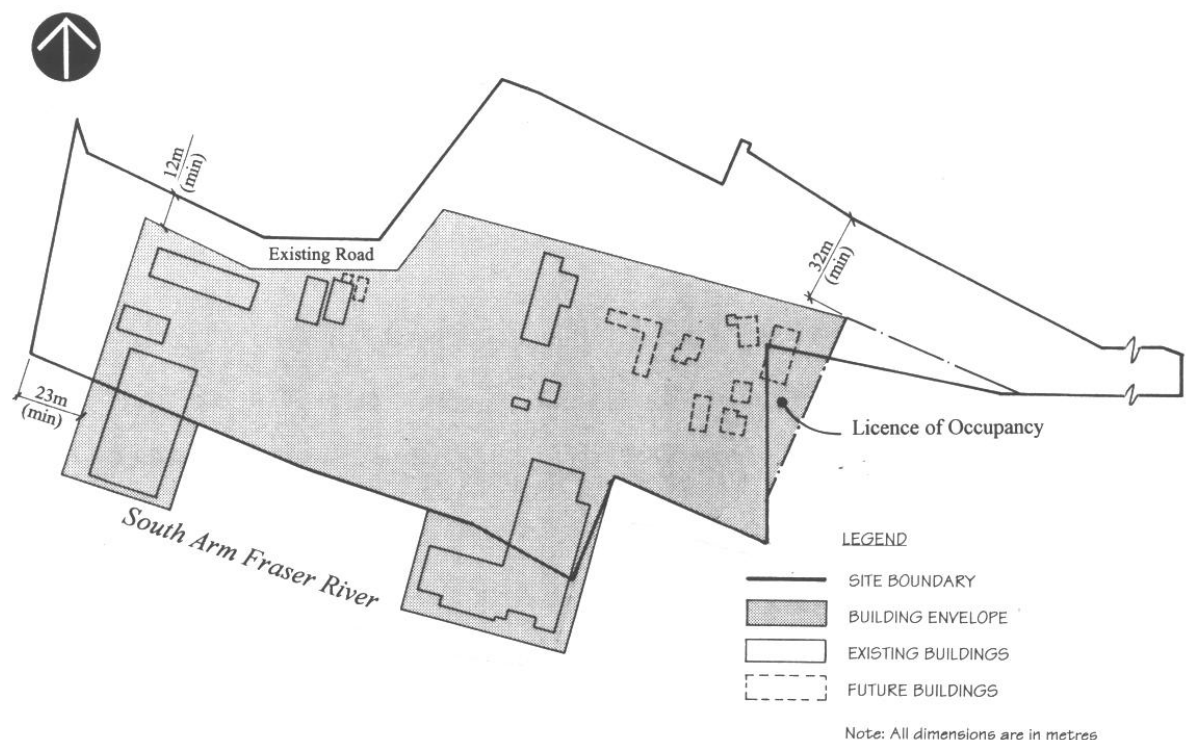 12m
(min)
Existing Road
32m
(min)
23m
(min)
Licence of Occupancy
South Arm Fraser River
LEGEND
SITE BOUNDARY
BUILDING ENVELOPE
EXISTING BUILDINGS
FUTURE BUILDINGS
Note: All dimensions are in metres